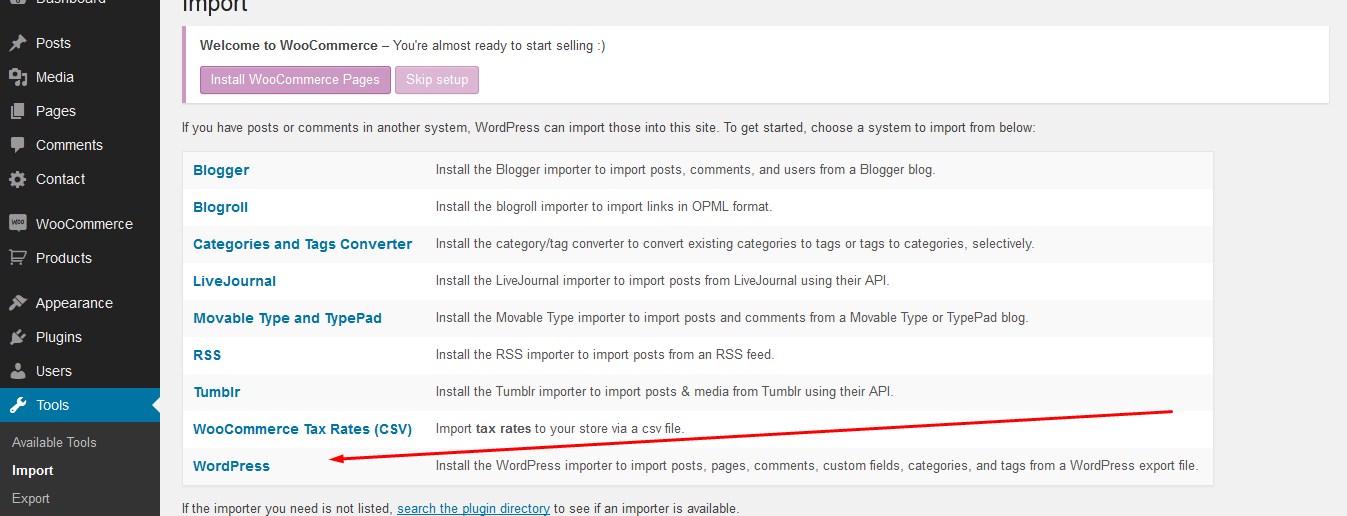 Dashboard
Import
Posts
Media
Pages
Comments
Contact
WOO WooCommerce
Products
Appearance
Plugins
Users
Tools
Available Tools
Import
Export
Welcome to WooCommerce – You're almost ready to start selling :)
Install WooCommerce Pages Skip setup
If you have posts or comments in another system, WordPress can import those into this site. To get started, choose a system to import from below:
Blogger Install the Blogger importer to import posts, comments, and users from a Blogger blog.
Blogroll Install the blogroll importer to import links in OPML format.
Categories and Tags Converter Install the category/tag converter to convert existing categories to tags or tags to categories, selectively.
LiveJournal Install the LiveJournal importer to import posts from LiveJournal using their API.
Movable Type and TypePad Install the Movable Type importer to import posts and comments from a Movable Type or TypePad blog.
RSS Install the RSS importer to import posts from an RSS feed.
Tumblr Install the Tumblr importer to import posts & media from Tumblr using their API.
WooCommerce Tax Rates (CSV) Import tax rates to your store via a csv file.
WordPress Install the WordPress importer to import posts, pages, comments, custom fields, categories, and tags from a WordPress export file.
If the importer you need is not listed, search the plugin directory to see if an importer is available.